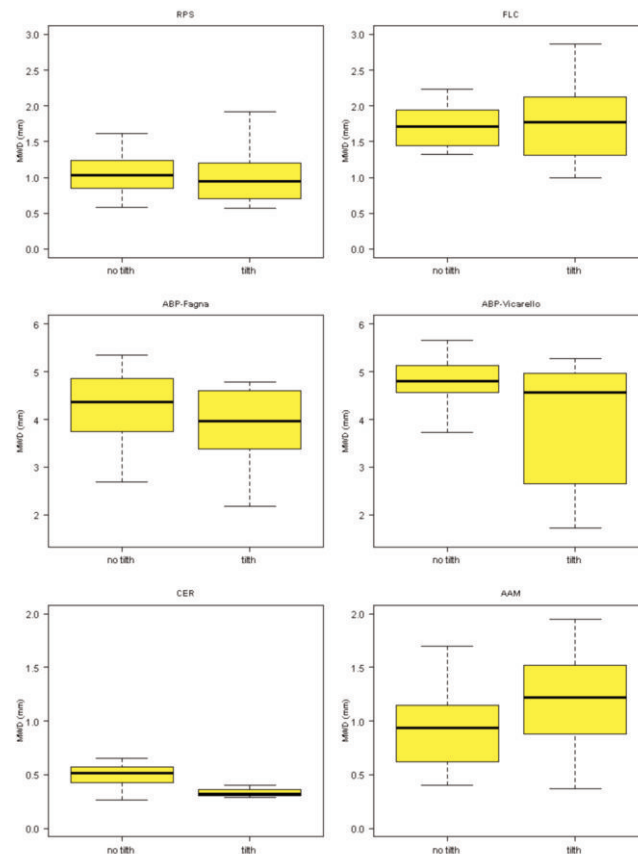 RPS
3.0
2.5
2.0
1.5
1.0
0.5
0.0
MWD (mm)
no tilth
tilth
FLC
3.0
2.5
2.0
1.5
1.0
0.5
0.0
MWD (mm)
no tilth
tilth
ABP-Fagna
6
5
4
3
2
MWD (mm)
no tilth
tilth
ABP-Vicarello
6
5
4
3
2
MWD (mm)
no tilth
tilth
CER
2.0
1.5
1.0
0.5
0.0
MWD (mm)
no tilth
tilth
AAM
2.0
1.5
1.0
0.5
0.0
MWD (mm)
no tilth
tilth